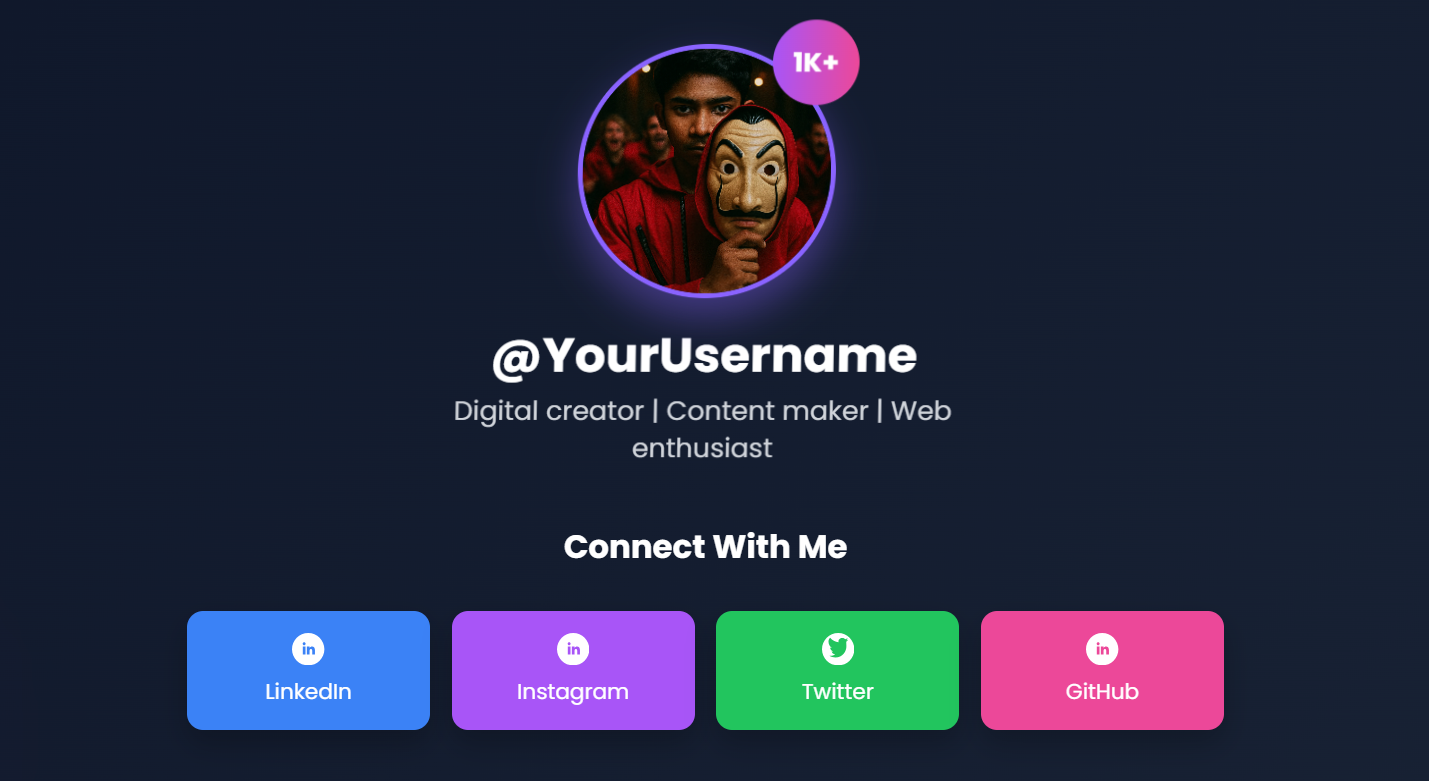 1K+
@YourUsername
Digital creator | Content maker | Web
enthusiast
Connect With Me
in
LinkedIn
in
Instagram
Twitter
in
GitHub